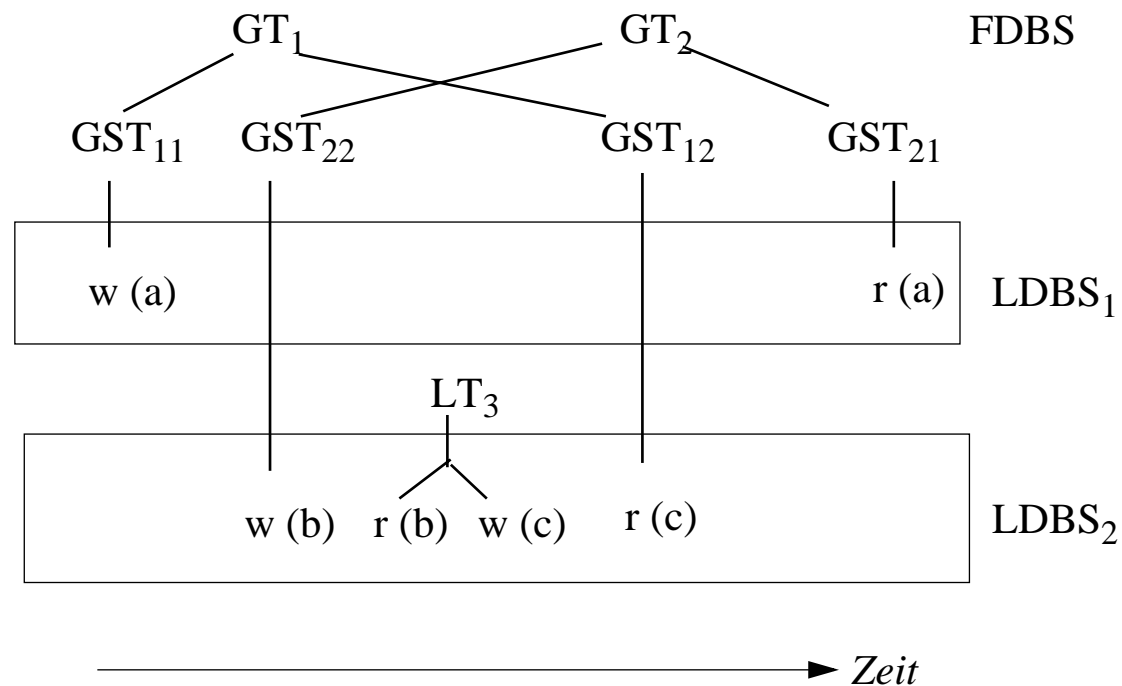 GT1 GT2 FDBS
GST11 GST22 GST12 GST21
w (a) r (a) LDBS1
LT3
w (b) r (b) w (c) r (c) LDBS2
Zeit